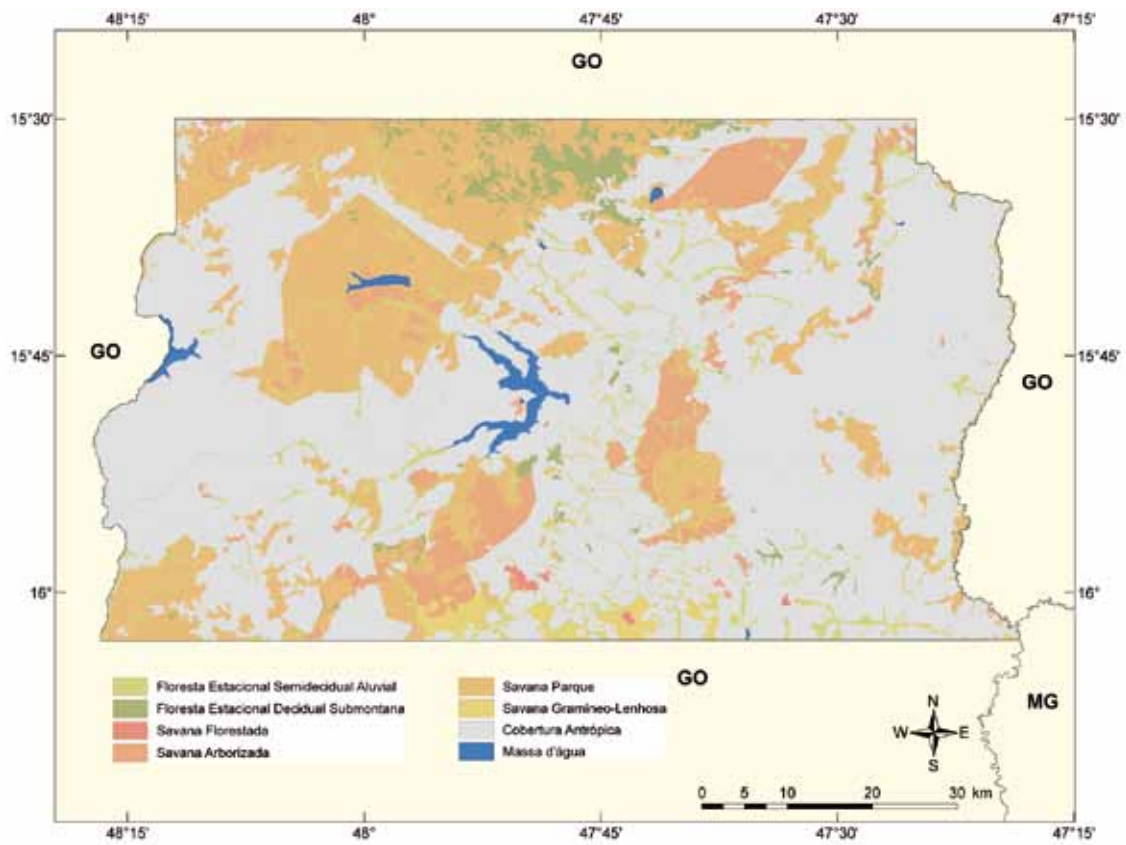 48°15' 48° 47°45' 47°30' 47°15'
GO
15°30' 15°30'
GO 15°45' 15°45'
GO
16° 16°
GO
MG
Floresta Estacional Semidecidual Aluvial
Floresta Estacional Decidual Submontana
Savana Florestada
Savana Arborizada
Savana Parque
Savana Gramíneo-Lenhosa
Cobertura Antrópica
Massa d'água
N
W E
S
0 5 10 20 30 km
48°15' 48° 47°45' 47°30' 47°15'